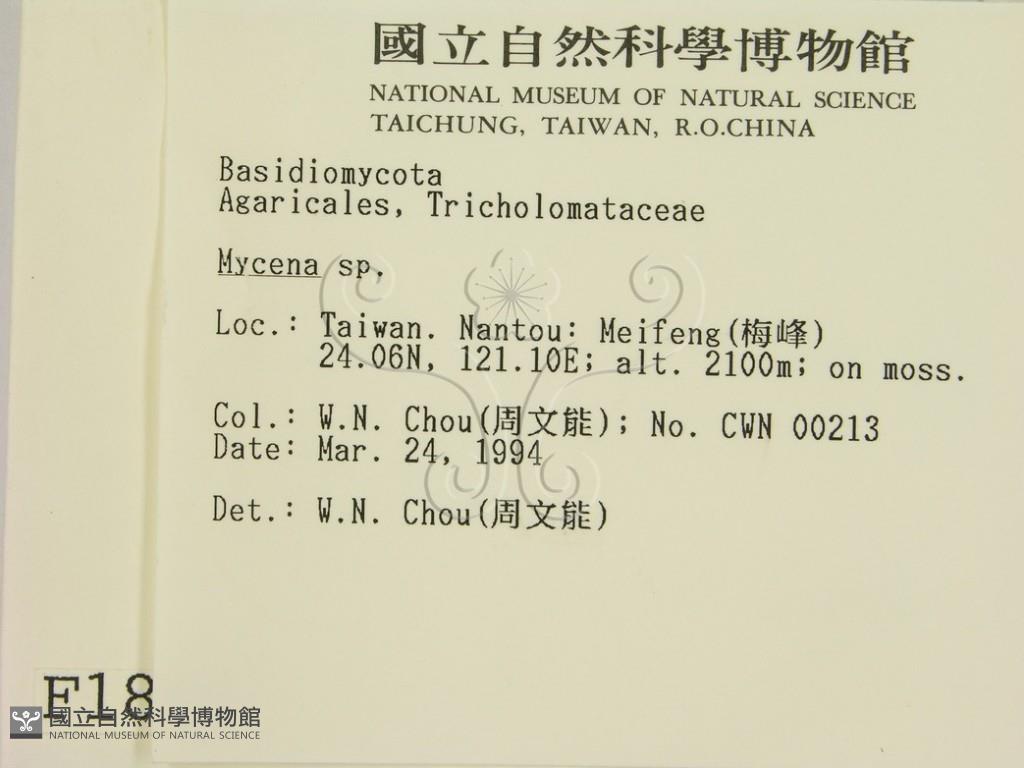 國立自然科學博物館
NATIONAL MUSEUM OF NATURAL SCIENCE
TAICHUNG, TAIWAN, R.O.CHINA
Basidiomycota
Agaricales, Tricholomataceae
Mycena sp.
Loc.: Taiwan. Nantou: Meifeng(梅峰)
24.06N, 121.10E; alt. 2100m; on moss.
Col.: W.N. Chou(周文能); No. CWN 00213
Date: Mar. 24, 1994
Det.: W.N. Chou(周文能)
F18
國立自然科學博物館
NATIONAL MUSEUM OF NATURAL SCIENCE